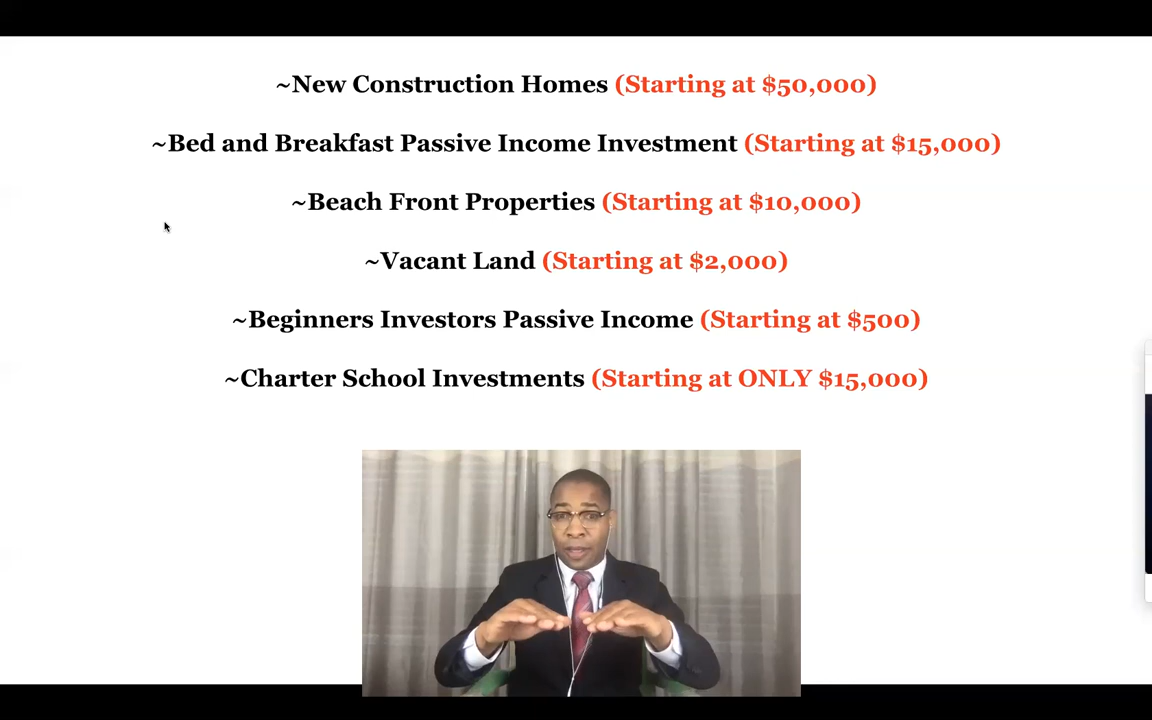 ~New Construction Homes (Starting at $50,000)
~Bed and Breakfast Passive Income Investment (Starting at $15,000)
~Beach Front Properties (Starting at $10,000)
~Vacant Land (Starting at $2,000)
~Beginners Investors Passive Income (Starting at $500)
~Charter School Investments (Starting at ONLY $15,000)